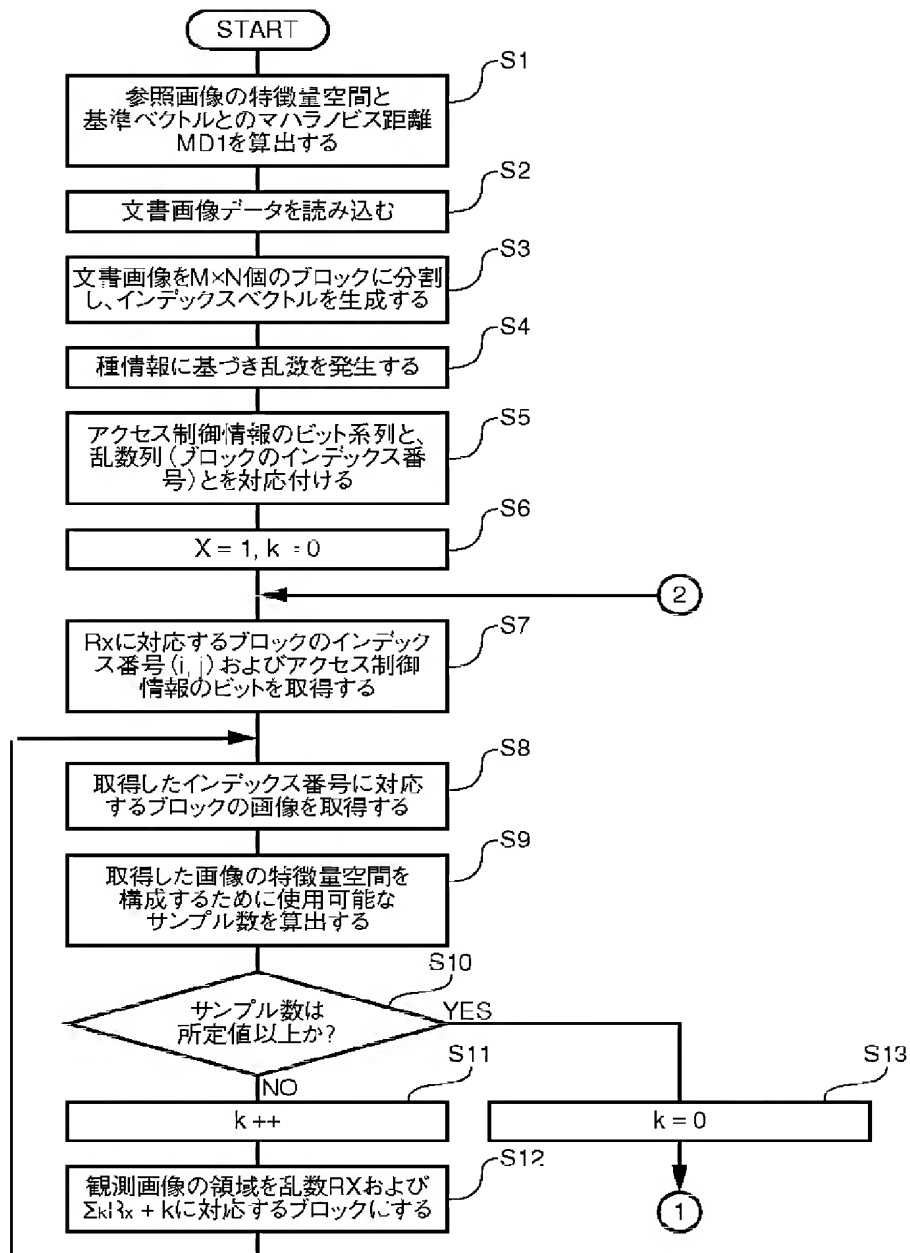 START
S1
参照画像の特徴量空間と
基準ベクトルとのマハラノビス距離
MD1を算出する
S2
文書画像データを読み込む
S3
文書画像をM×N個のブロックに分割
し、インデックスベクトルを生成する
S4
種情報に基づき乱数を発生する
S5
アクセス制御情報のビット系列と、
乱数列（ブロックのインデックス番
号）とを対応付ける
S6
X = 1, k = 0
2
S7
Rxに対応するブロックのインデック
ス番号（i, j）およびアクセス制御
情報のビットを取得する
S8
取得したインデックス番号に対応
するブロックの画像を取得する
S9
取得した画像の特徴量空間を
構成するために使用可能な
サンプル数を算出する
S10
サンプル数は
所定値以上か?
YES
NO
S11
k ++
S13
k = 0
S12
観測画像の領域を乱数RXおよび
ΣkRx + kに対応するブロックにする
1